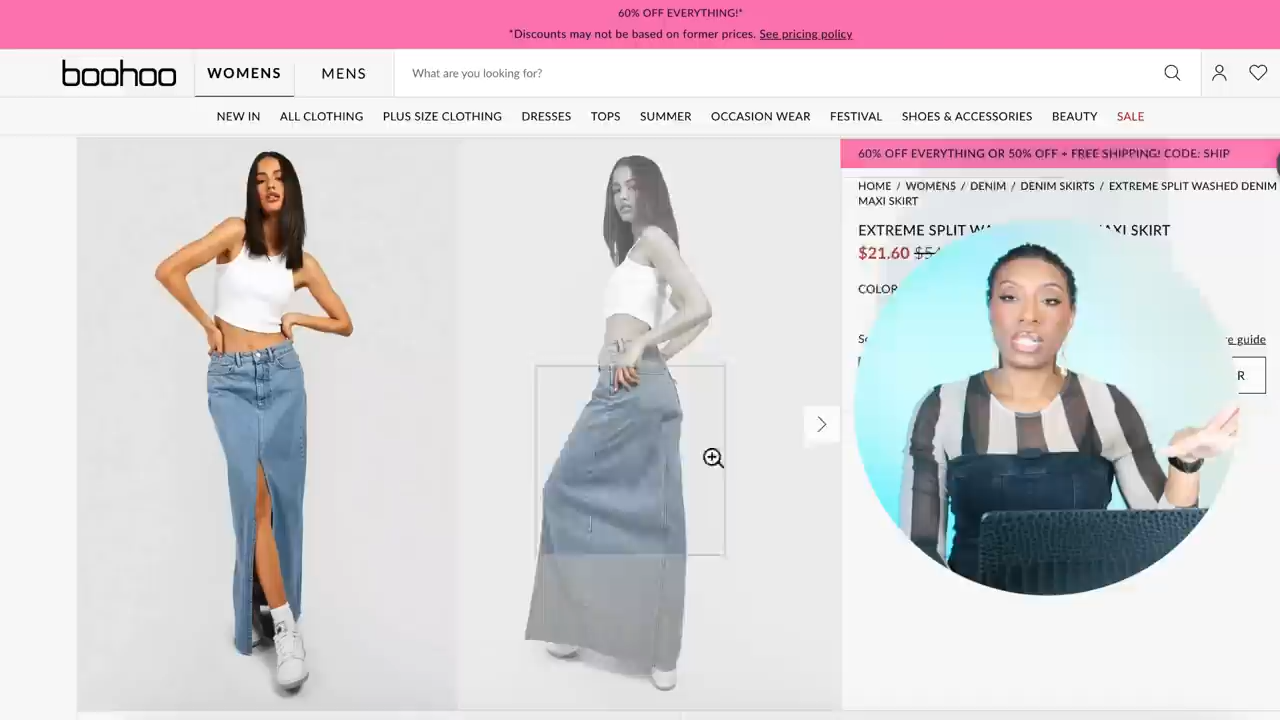 60% OFF EVERYTHING!*
*Discounts may not be based on former prices. See pricing policy
boohoo
WOMENS
MENS
What are you looking for?
NEW IN
ALL CLOTHING
PLUS SIZE CLOTHING
DRESSES
TOPS
SUMMER
OCCASION WEAR
FESTIVAL
SHOES & ACCESSORIES
BEAUTY
SALE
60% OFF EVERYTHING OR 50% OFF + FREE SHIPPING! CODE: SHIP
HOME / WOMENS / DENIM / DENIM SKIRTS / EXTREME SPLIT WASHED DENIM
MAXI SKIRT
EXTREME SPLIT MAXI SKIRT
$21.60
COLOR
guide